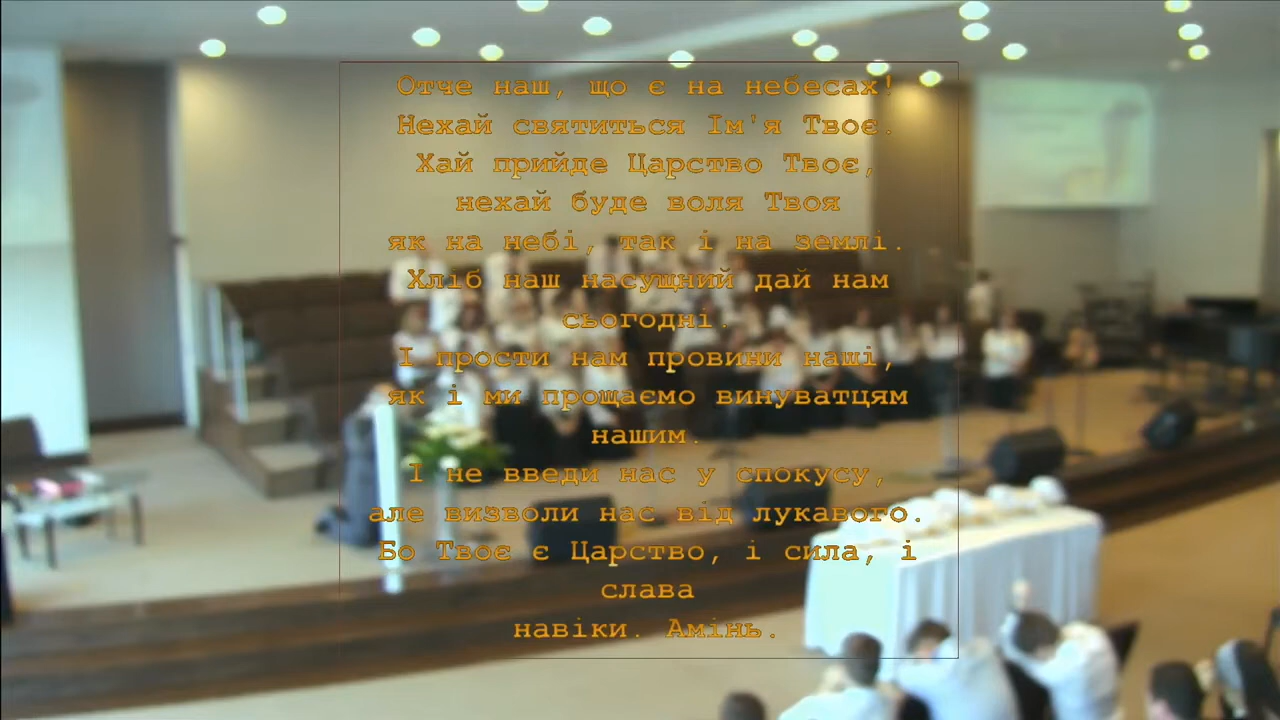 Отче наш, що є на небесах!
Нехай святиться Ім'я Твоє.
Хай прийде Царство Твоє,
нехай буде воля Твоя
як на небі, так і на землі.
Хліб наш насущний дай нам
сьогодні.
І прости нам провини наші,
як і ми прощаємо винуватцям
нашим.
І не введи нас у спокусу,
але визволи нас від лукавого.
Бо Твоє є Царство, і сила, і
слава
навіки. Амінь.